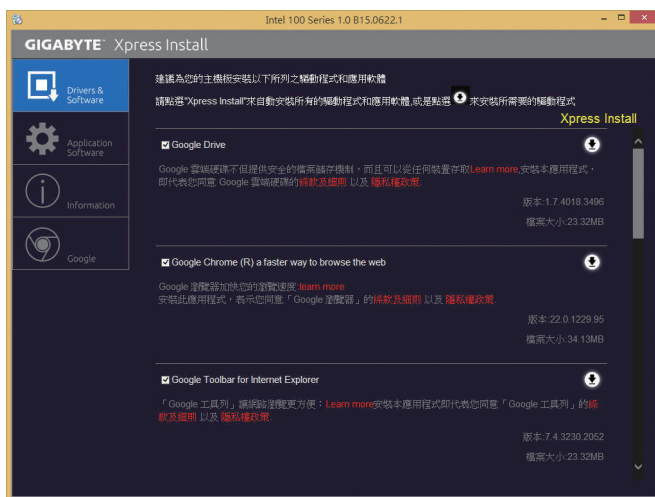 Intel 100 Series 1.0 B15.0622.1
GIGABYTE™ Xpress Install
Drivers & Software
Application Software
Information
Google
建議為您的主機板安裝以下所列之驅動程式和應用軟體
請點選"Xpress Install"來自動安裝所有的驅動程式和應用軟體,或是點選 來安裝所需要的驅動程式
Xpress Install
Google Drive
Google 雲端硬碟不但提供安全的檔案儲存機制，而且可以從任何裝置存取Learn more,安裝本應用程式，
即代表您同意 Google 雲端硬碟的條款及細則 以及 隱私權政策.
版本:1.7.4018.3496
檔案大小:23.32MB
Google Chrome (R) a faster way to browse the web
Google 瀏覽器加快您的瀏覽速度.learn more
安裝此應用程式，表示您同意「Google 瀏覽器」的條款及細則 以及 隱私權政策.
版本:22.0.1229.95
檔案大小:34.13MB
Google Toolbar for Internet Explorer
「Google 工具列」讓網路瀏覽更方便：Learn more安裝本應用程式即代表您同意「Google 工具列」的條
款及細則 以及 隱私權政策.
版本:7.4.3230.2052
檔案大小:23.32MB